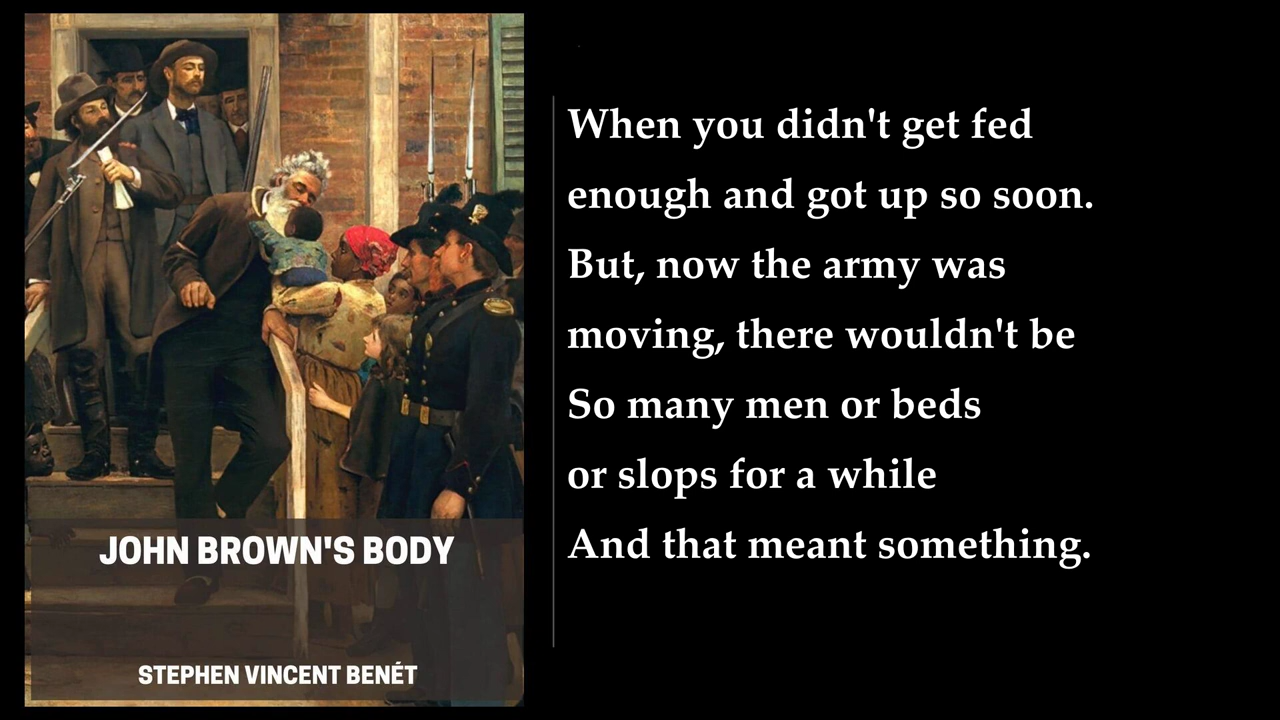 JOHN BROWN'S BODY
STEPHEN VINCENT BENÉT
When you didn't get fed
enough and got up so soon.
But, now the army was
moving, there wouldn't be
So many men or beds
or slops for a while
And that meant something.